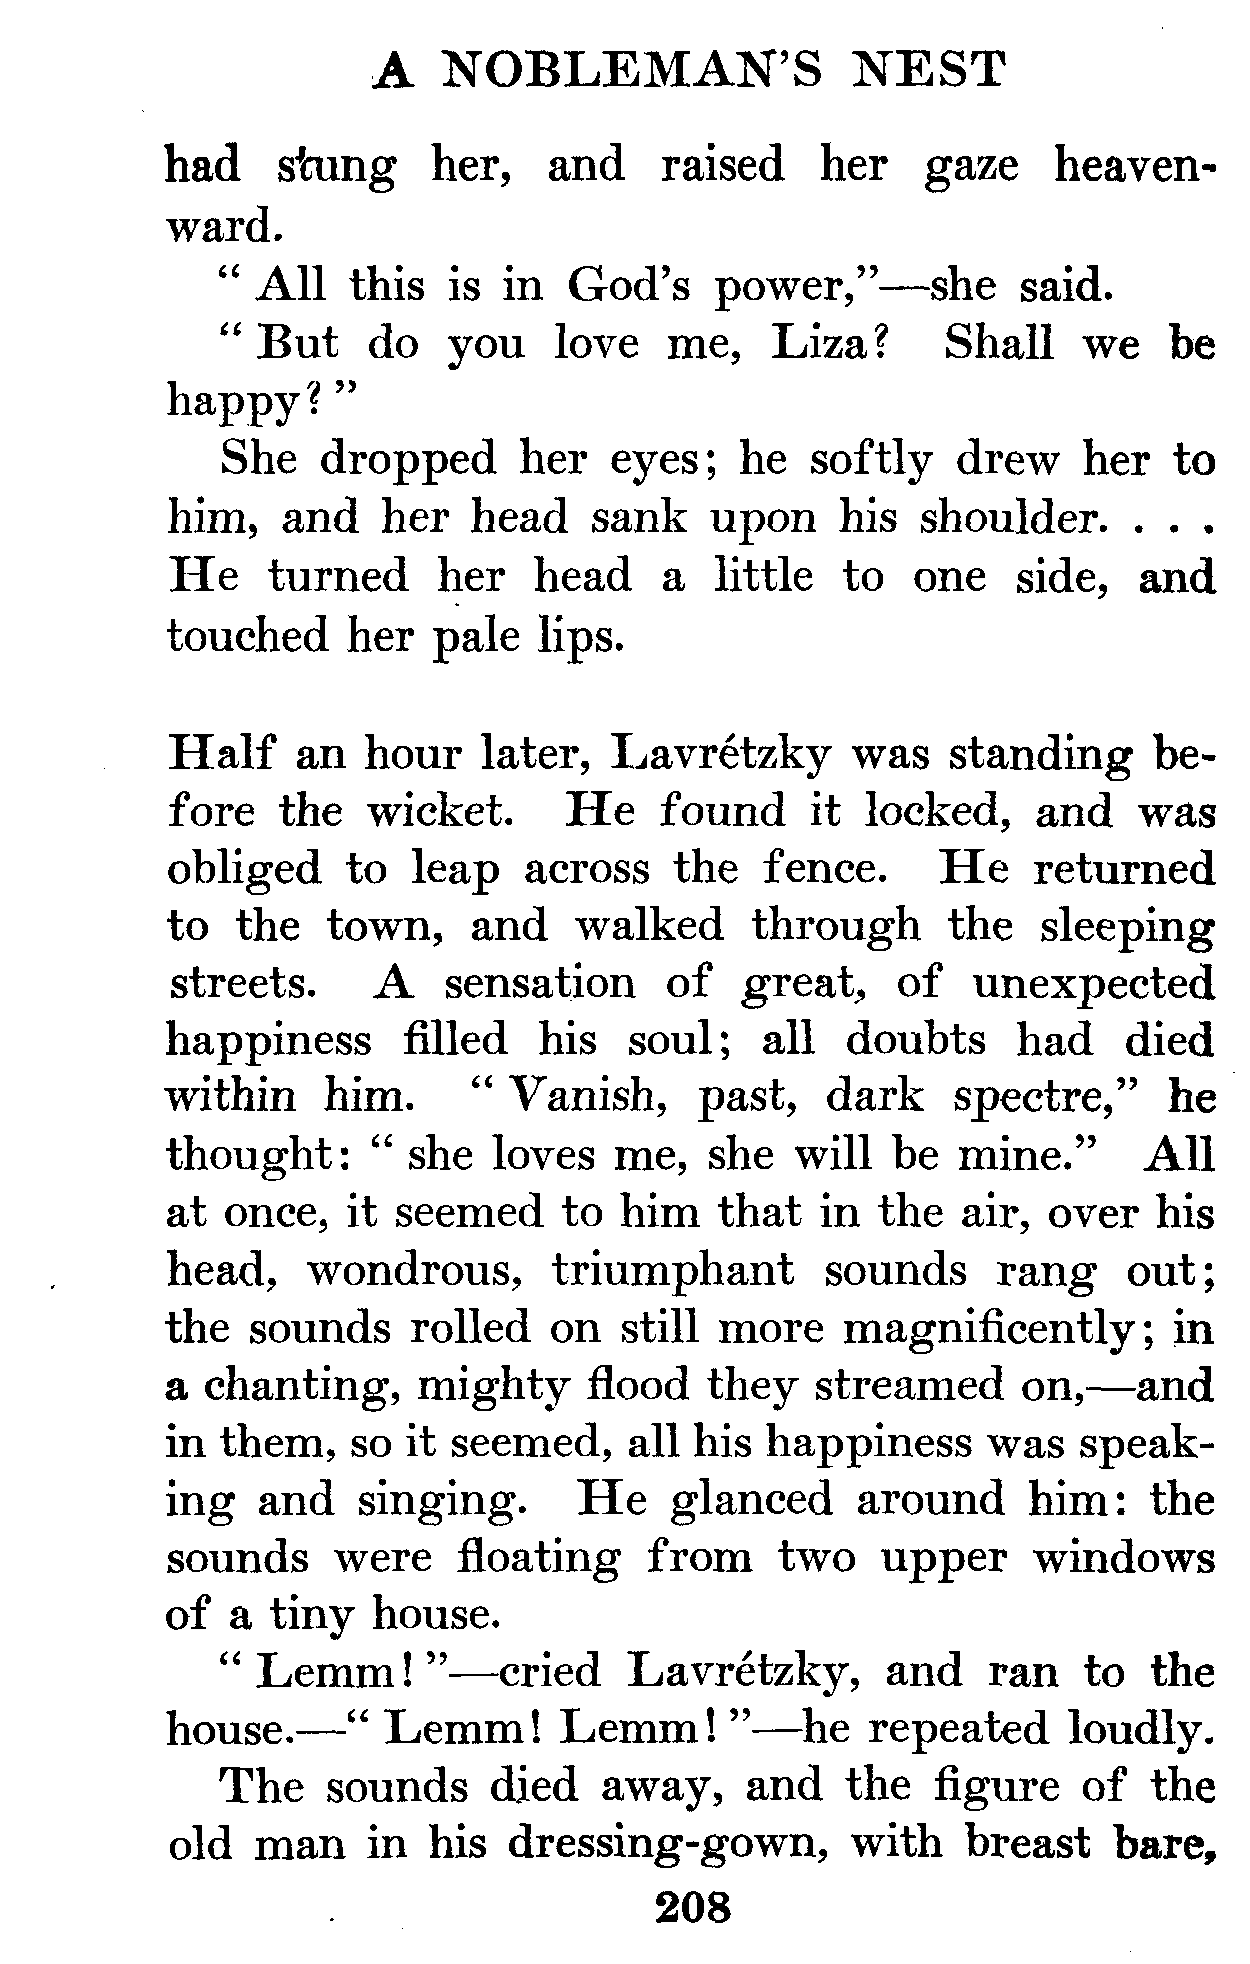 A NOBLEMAN'S NEST
had stung her, and raised her gaze heaven-
ward.
“ All this is in God's power,”—she said.
“ But do you love me, Liza? Shall we be
happy? ”
She dropped her eyes; he softly drew her to
him, and her head sank upon his shoulder. . . .
He turned her head a little to one side, and
touched her pale lips.
Half an hour later, Lavrétzky was standing be-
fore the wicket. He found it locked, and was
obliged to leap across the fence. He returned
to the town, and walked through the sleeping
streets. A sensation of great, of unexpected
happiness filled his soul; all doubts had died
within him. “ Vanish, past, dark spectre,” he
thought: “ she loves me, she will be mine.” All
at once, it seemed to him that in the air, over his
head, wondrous, triumphant sounds rang out;
the sounds rolled on still more magnificently; in
a chanting, mighty flood they streamed on,—and
in them, so it seemed, all his happiness was speak-
ing and singing. He glanced around him: the
sounds were floating from two upper windows
of a tiny house.
“ Lemm! ”—cried Lavrétzky, and ran to the
house.—“ Lemm! Lemm! ”—he repeated loudly.
The sounds died away, and the figure of the
old man in his dressing-gown, with breast bare,
208